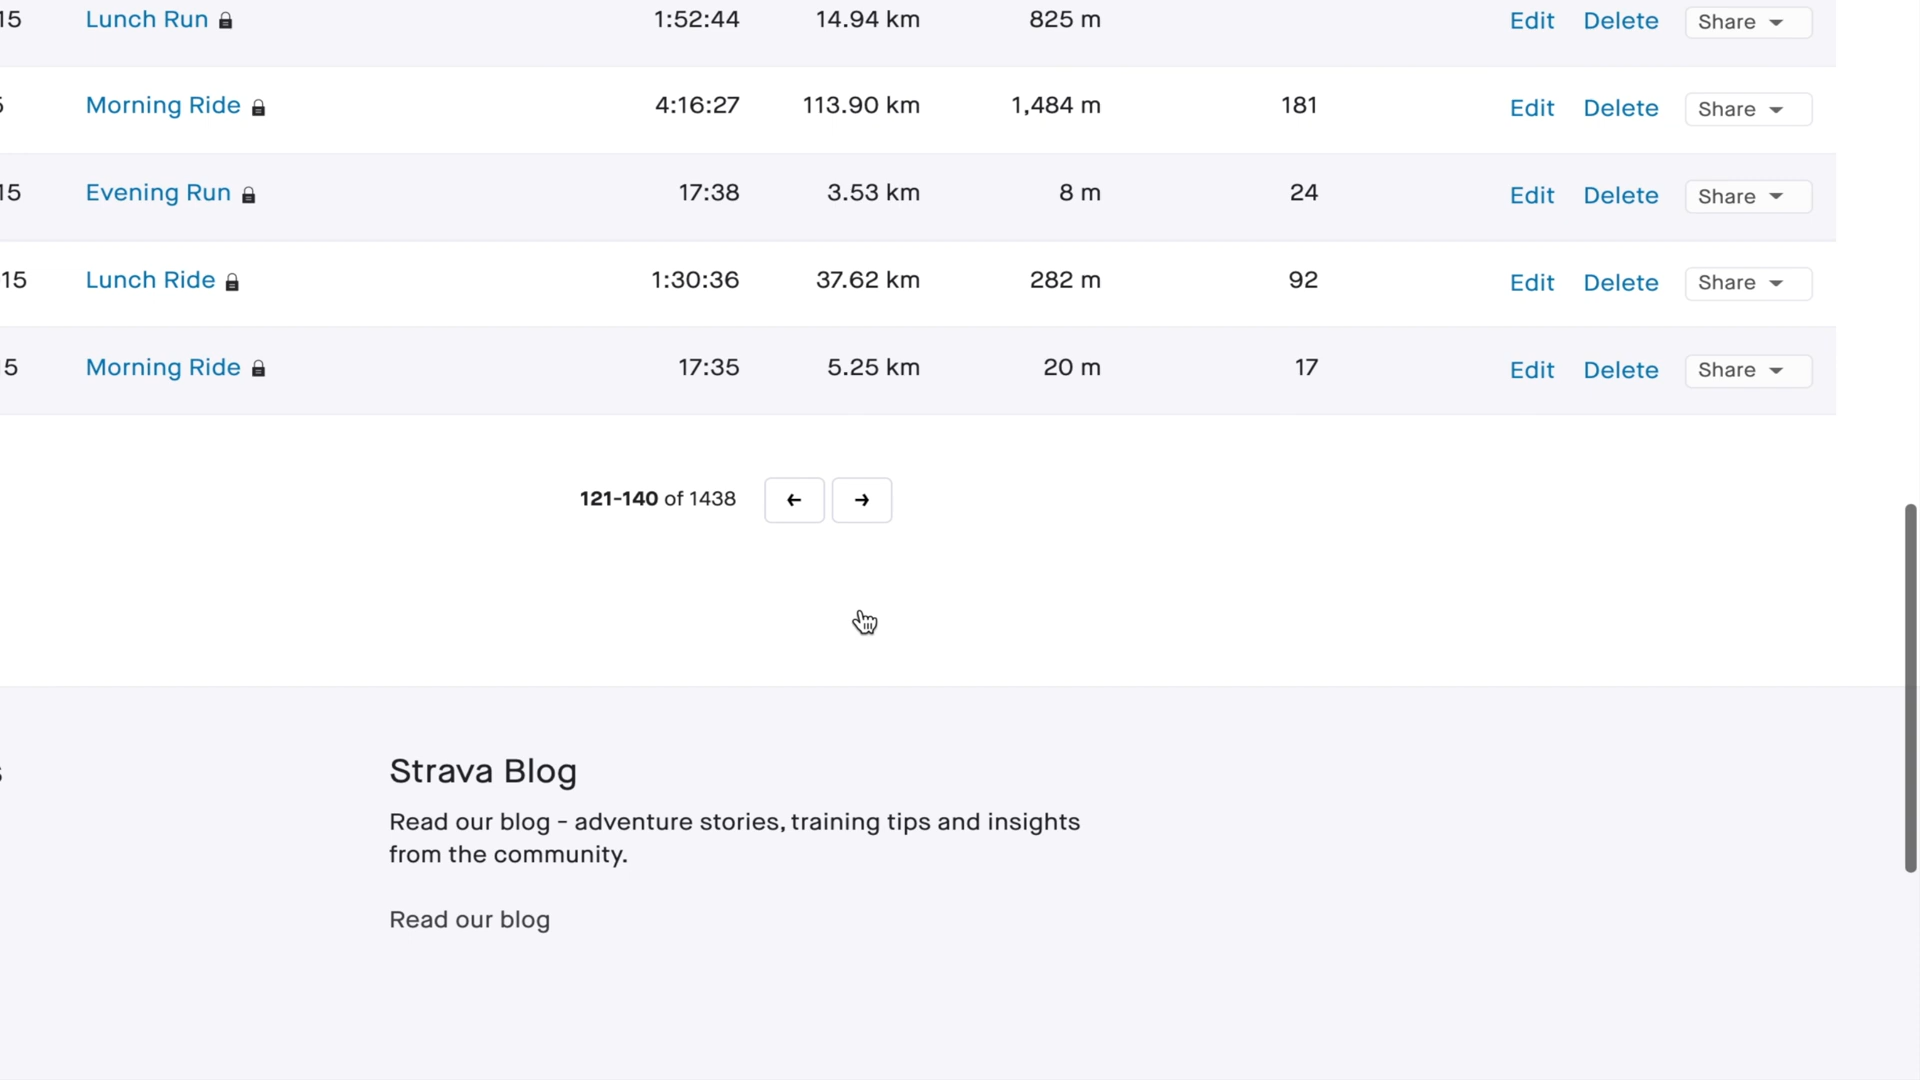 15 Lunch Run 1:52:44 14.94 km 825 m Edit Delete Share
Morning Ride 4:16:27 113.90 km 1,484 m 181 Edit Delete Share
15 Evening Run 17:38 3.53 km 8 m 24 Edit Delete Share
15 Lunch Ride 1:30:36 37.62 km 282 m 92 Edit Delete Share
5 Morning Ride 17:35 5.25 km 20 m 17 Edit Delete Share
121-140 of 1438 ← →
Strava Blog
Read our blog - adventure stories, training tips and insights
from the community.
Read our blog